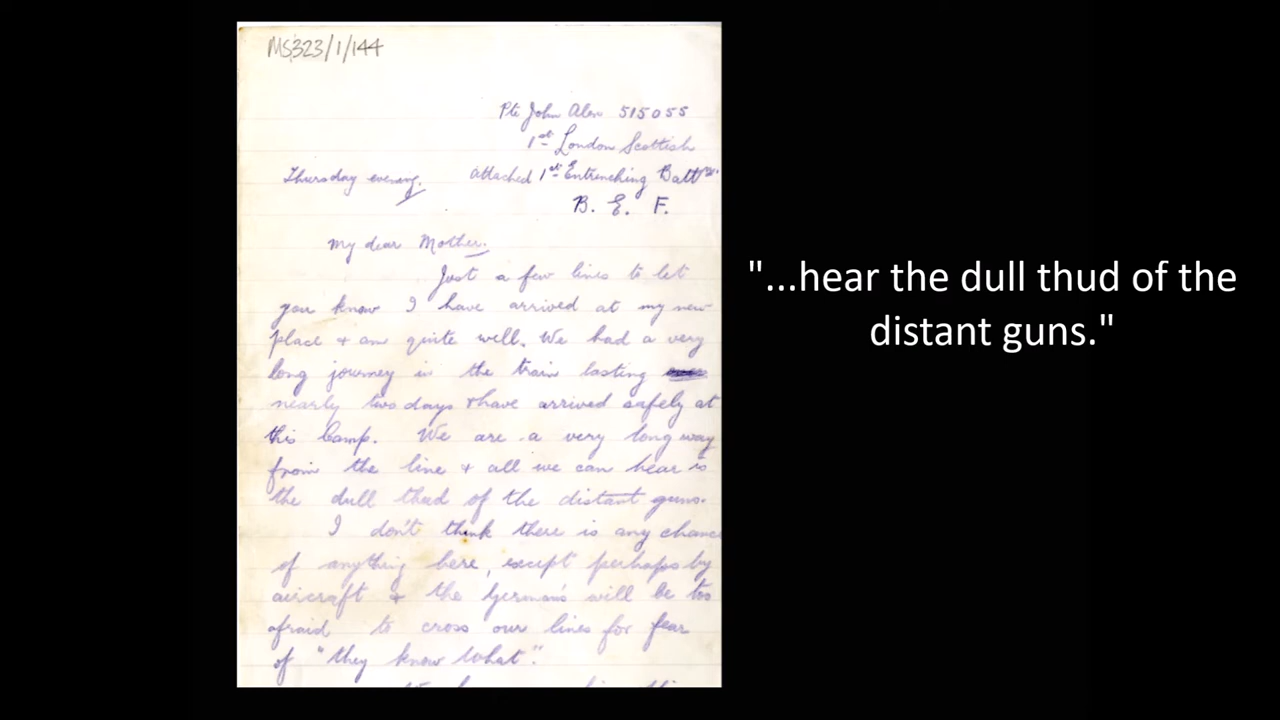 MS323/1/144
Pte John Alen 515055
1st London Scottish
Thursday evening. Attached 1st Entrenching Battn.
B. E. F.
My dear Mother.
Just a few lines to let
you know I have arrived at my new
place & am quite well. We had a very
long journey in the train lasting
nearly two days & have arrived safely at
this Camp. We are a very long way
from the line & all we can hear is
the dull thud of the distant guns.
I don't think there is any chance
of anything here, except perhaps by
aircraft & the Germans will be too
afraid to cross our lines for fear
of "they know what".
"...hear the dull thud of the
distant guns."